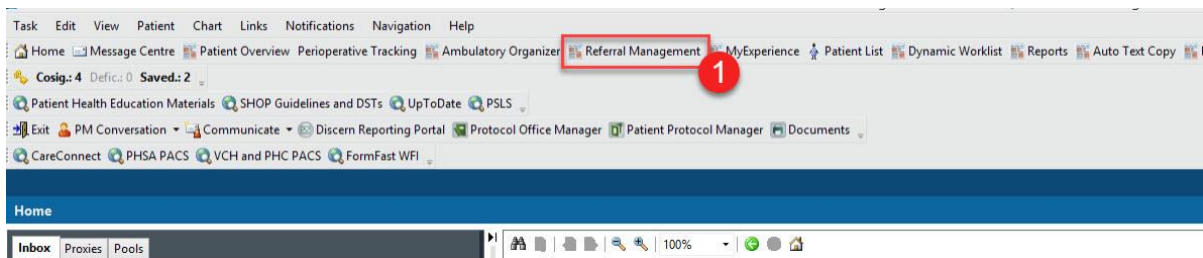 Task Edit View Patient Chart Links Notifications Navigation Help
Home Message Centre Patient Overview Perioperative Tracking Ambulatory Organizer Referral Management MyExperience Patient List Dynamic Worklist Reports Auto Text Copy
1
Cosig.: 4 Defic.: 0 Saved.: 2
Patient Health Education Materials SHOP Guidelines and DSTs UpToDate PSLS
Exit PM Conversation Communicate Discern Reporting Portal Protocol Office Manager Patient Protocol Manager Documents
CareConnect PHSA PACS VCH and PHC PACS FormFast WFI
Home
Inbox Proxies Pools 100%